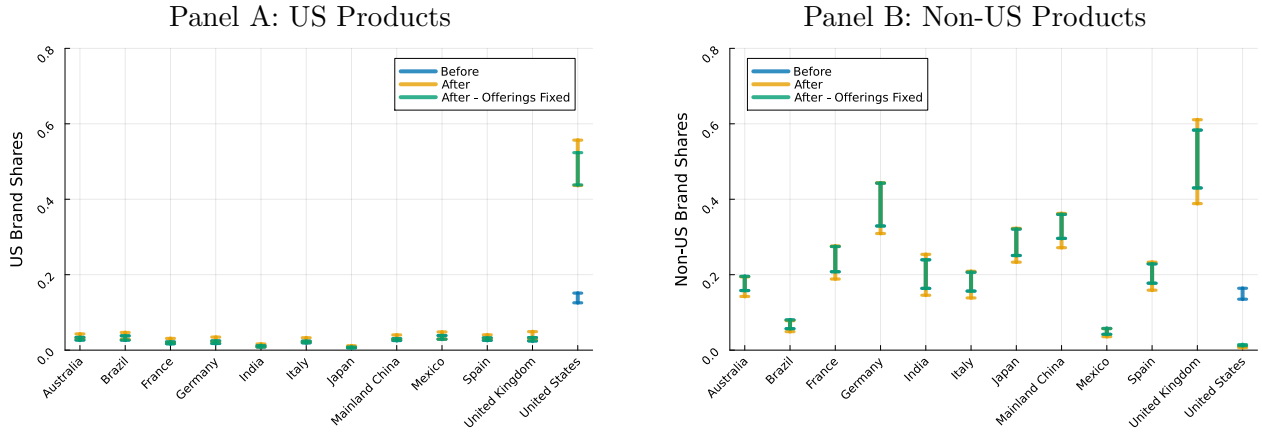 Panel A: US Products
US Brand Shares
0.8
0.6
0.4
0.2
0.0
Before
After
After - Offerings Fixed
Australia
Brazil
France
Germany
India
Italy
Japan
Mainland China
Mexico
Spain
United Kingdom
United States
Panel B: Non-US Products
Non-US Brand Shares
0.8
0.6
0.4
0.2
0.0
Before
After
After - Offerings Fixed
Australia
Brazil
France
Germany
India
Italy
Japan
Mainland China
Mexico
Spain
United Kingdom
United States